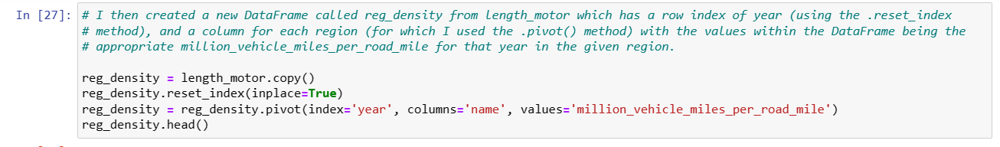 In [27]: # I then created a new DataFrame called reg_density from length_motor which has a row index of year (using the .reset_index
# method), and a column for each region (for which I used the .pivot() method) with the values within the DataFrame being the
# appropriate million_vehicle_miles_per_road_mile for that year in the given region.
reg_density = length_motor.copy()
reg_density.reset_index(inplace=True)
reg_density = reg_density.pivot(index='year', columns='name', values='million_vehicle_miles_per_road_mile')
reg_density.head()